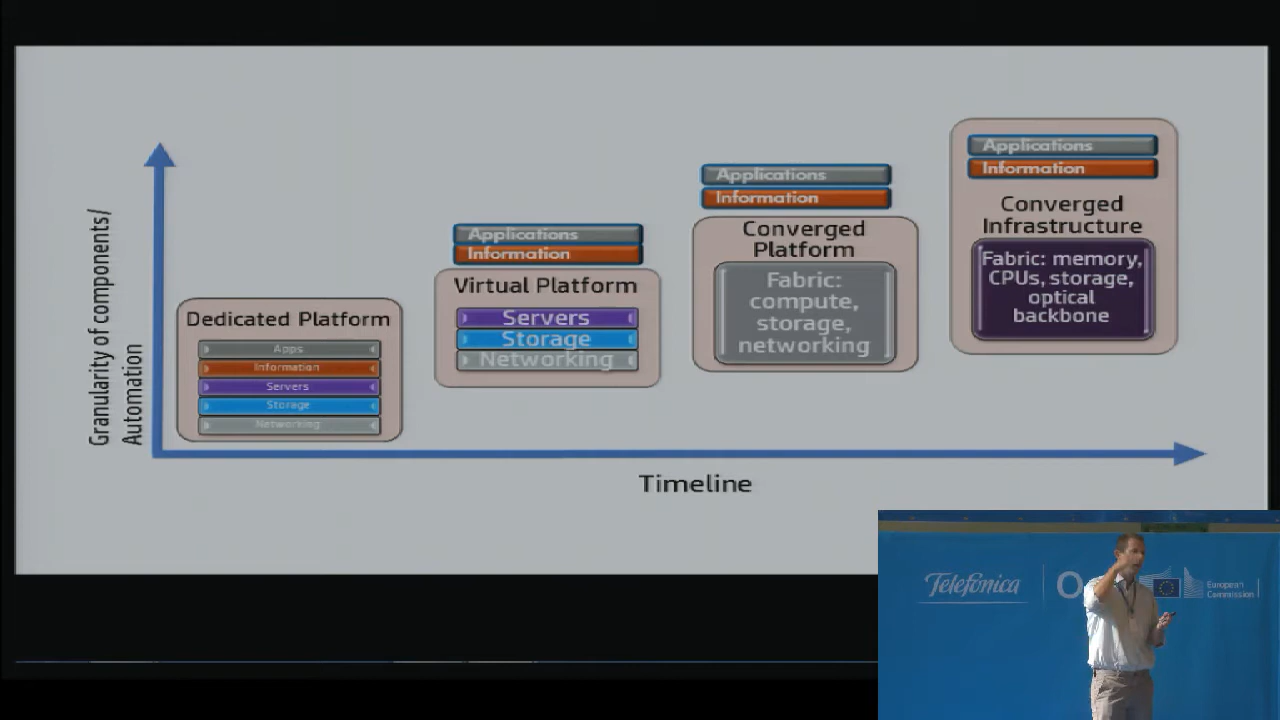 Granularity of components/
Automation
Dedicated Platform
Apps
Information
Servers
Storage
Networking
Applications
Information
Virtual Platform
Servers
Storage
Networking
Applications
Information
Converged
Platform
Fabric:
compute,
storage,
networking
Applications
Information
Converged
Infrastructure
Fabric: memory,
CPUs, storage,
optical
backbone
Timeline
Telefónica
European
Commission